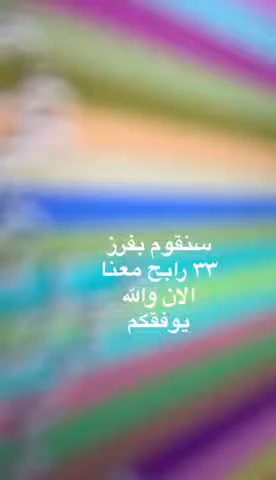 سنقوم بفرز
٣٣ رابح معنا
الان والله
يوفقكم